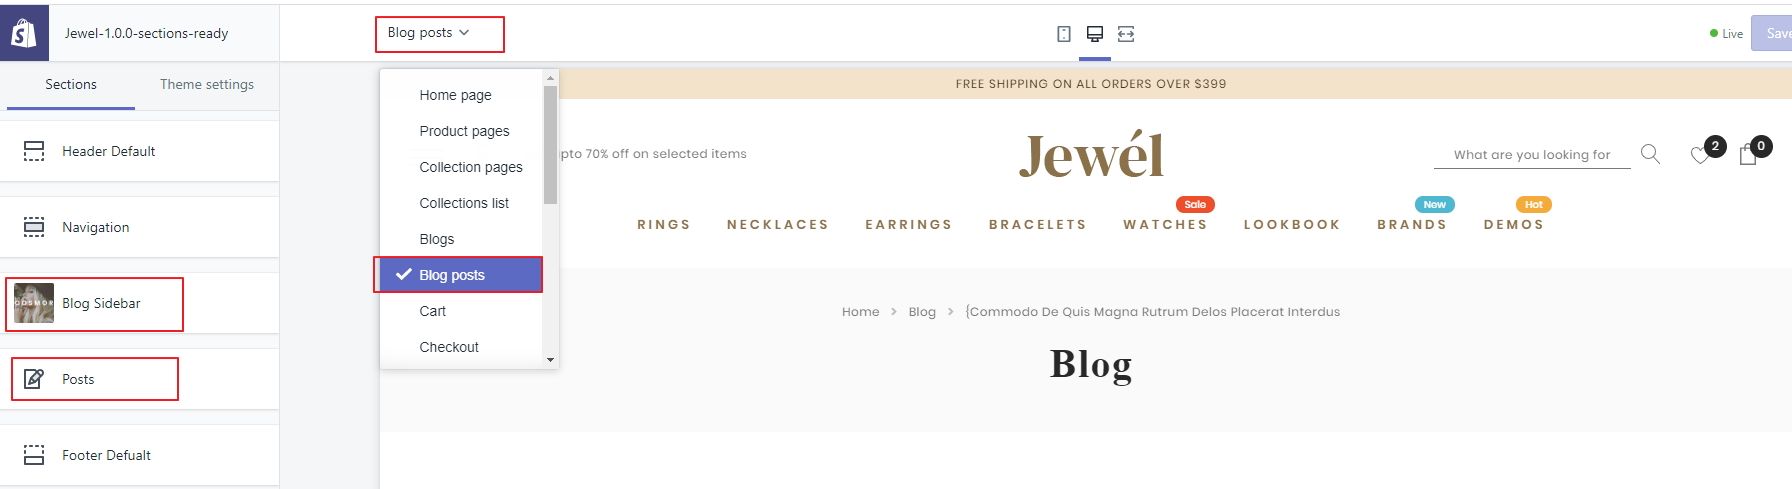 Jewel-1.0.0-sections-ready
Blog posts
Live
Save
Sections
Theme settings
Header Default
Navigation
Blog Sidebar
Posts
Footer Defualt
Home page
Product pages
Collection pages
Collections list
Blogs
Blog posts
Cart
Checkout
FREE SHIPPING ON ALL ORDERS OVER $399
pto 70% off on selected items
Jewél
What are you looking for
2
0
Sale
New
Hot
RINGS NECKLACES EARRINGS BRACELETS WATCHES LOOKBOOK BRANDS DEMOS
Home > Blog > {Commodo De Quis Magna Rutrum Delos Placerat Interdus
Blog